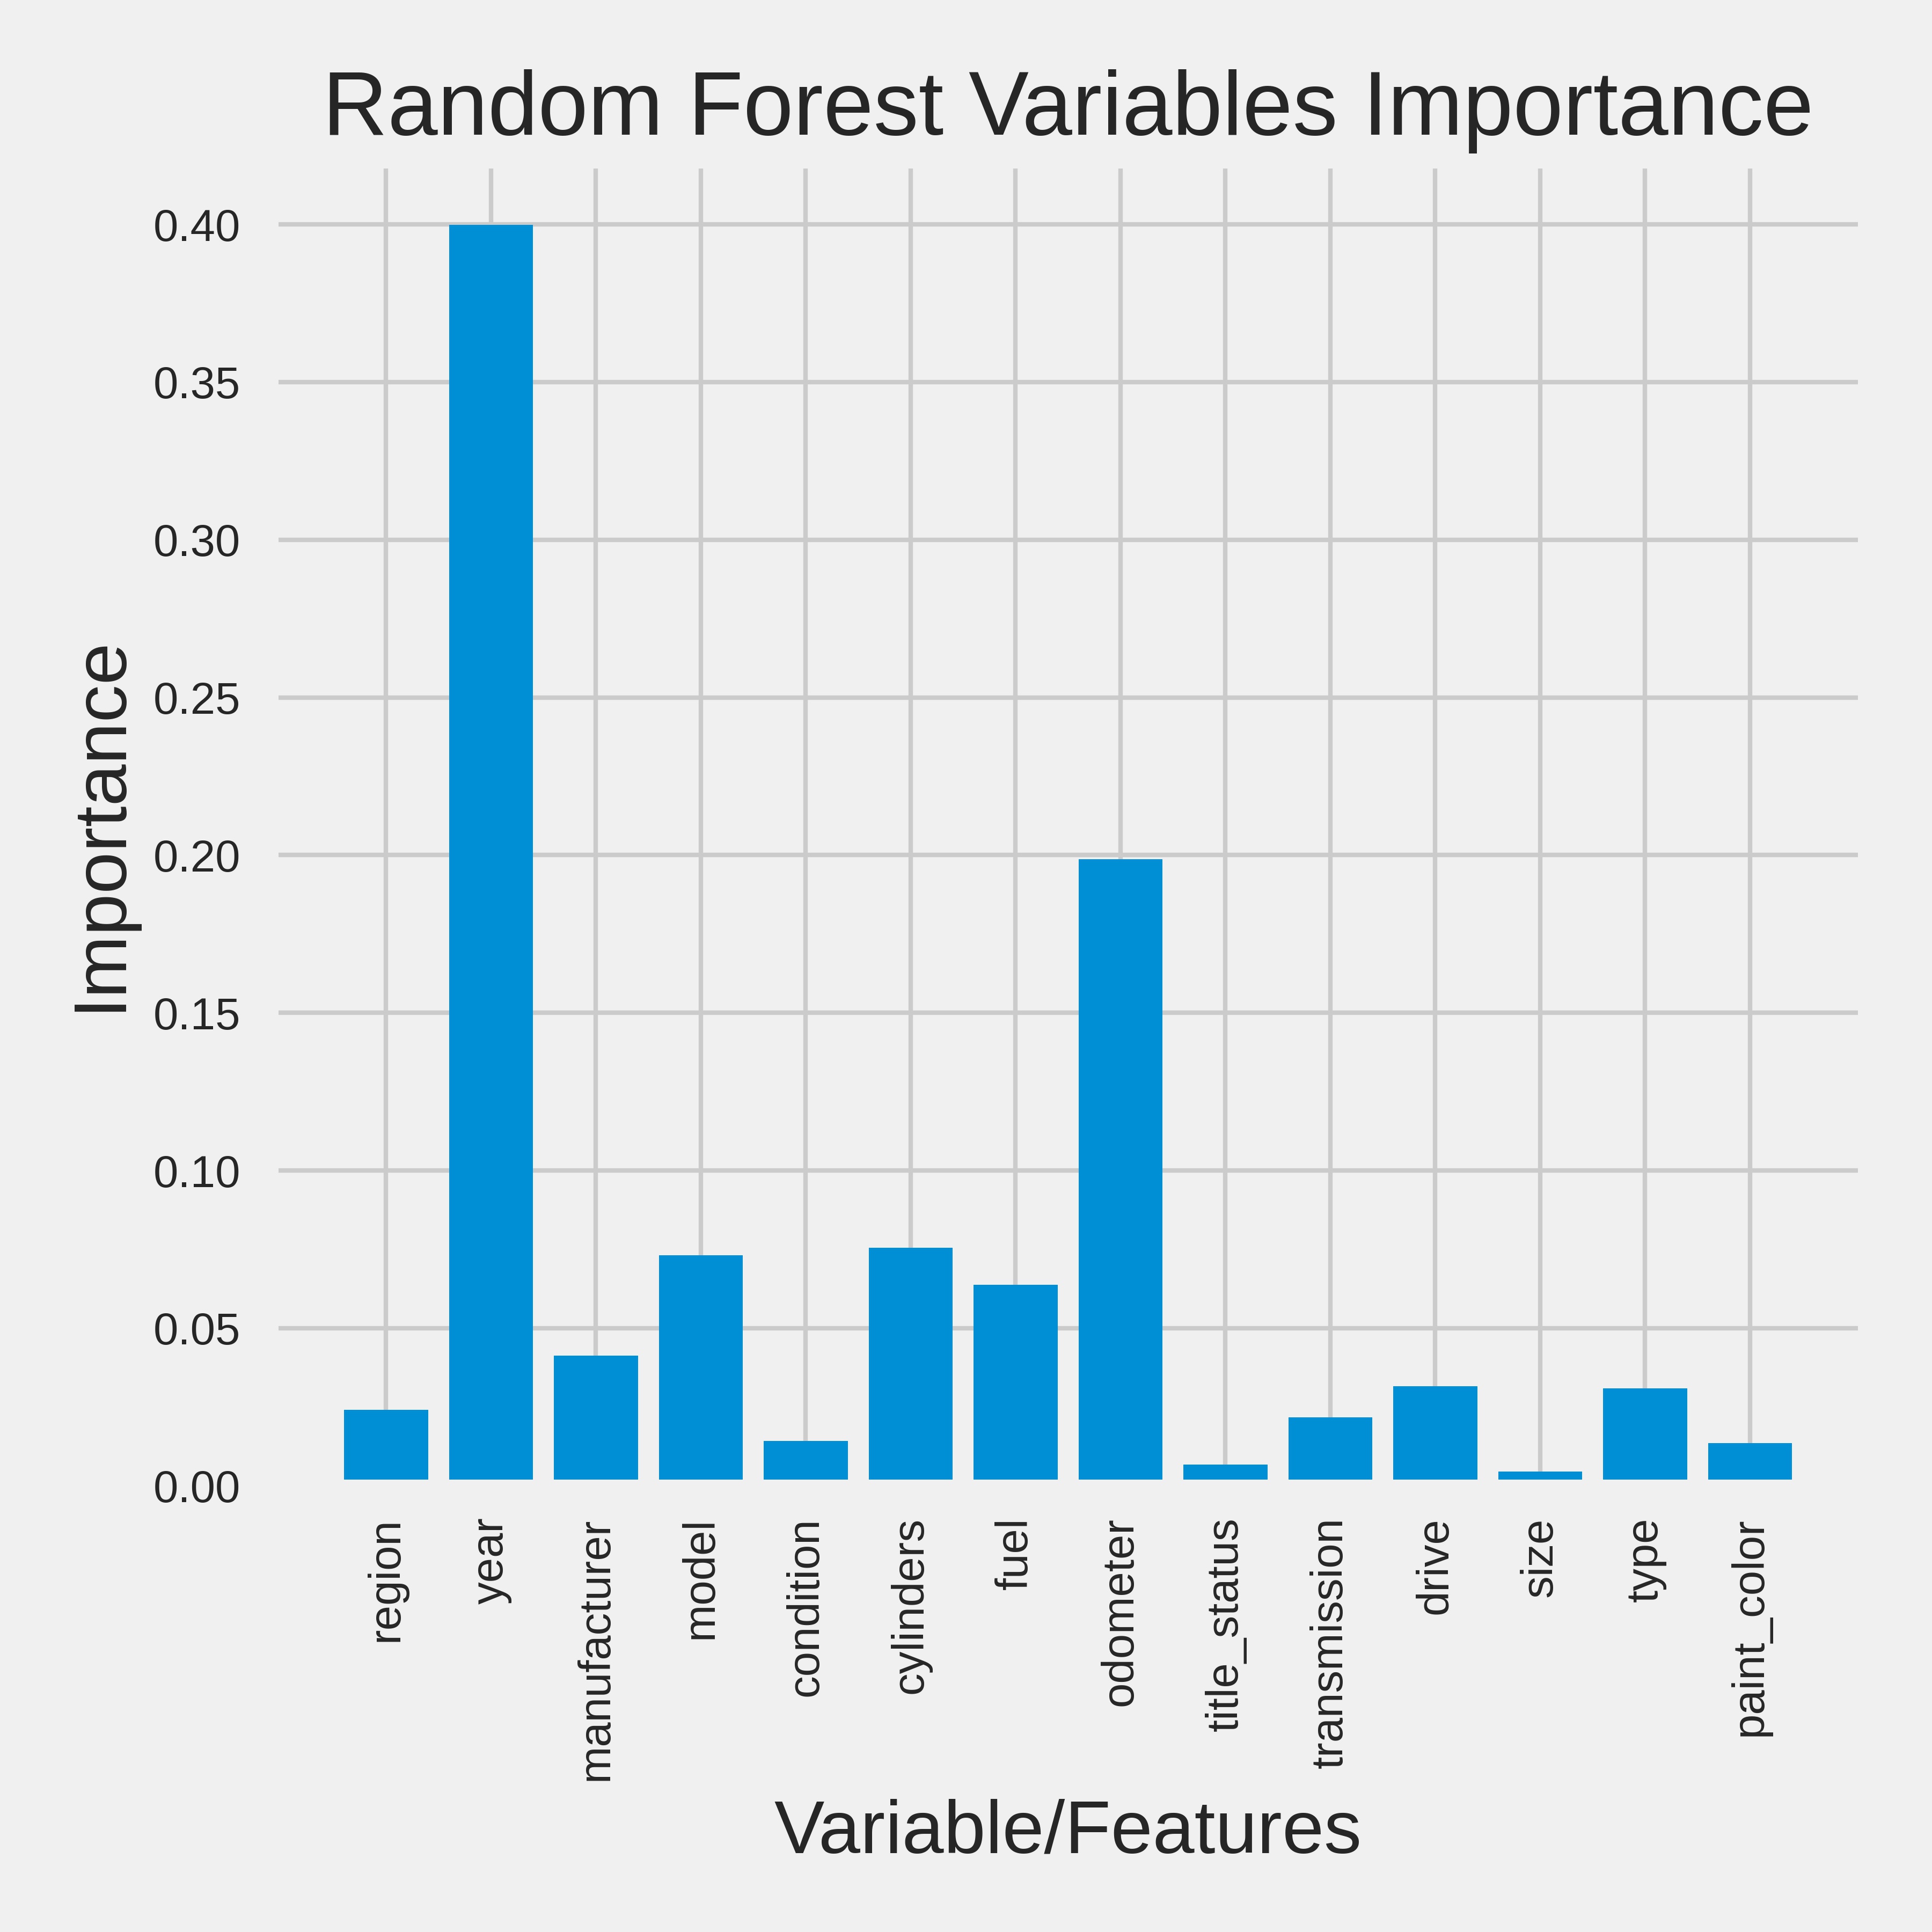 Random Forest Variables Importance
Importance
0.40
0.35
0.30
0.25
0.20
0.15
0.10
0.05
0.00
region
year
manufacturer
model
condition
cylinders
fuel
odometer
title_status
transmission
drive
size
type
paint_color
Variable/Features